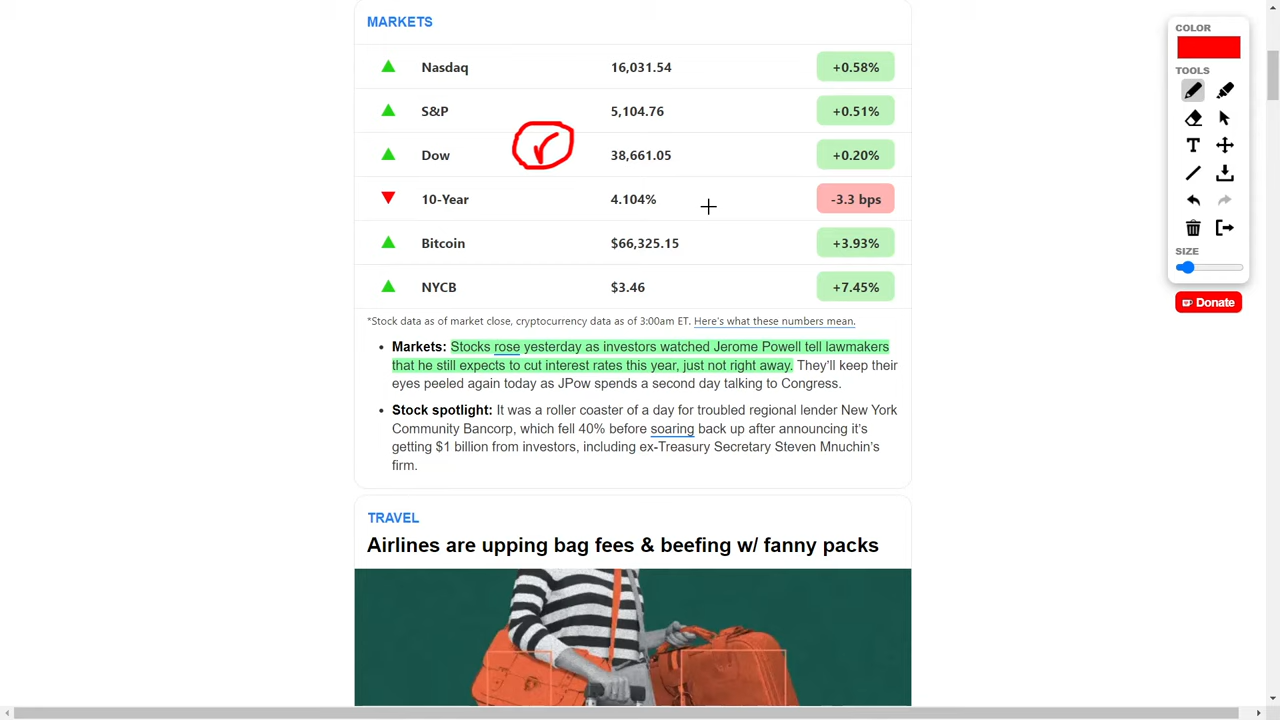 MARKETS
COLOR
TOOLS
Nasdaq 16,031.54 +0.58%
S&P 5,104.76 +0.51%
Dow 38,661.05 +0.20%
T
10-Year 4.104% -3.3 bps
Bitcoin $66,325.15 +3.93%
SIZE
NYCB $3.46 +7.45%
Donate
*Stock data as of market close, cryptocurrency data as of 3:00am ET. Here's what these numbers mean.
• Markets: Stocks rose yesterday as investors watched Jerome Powell tell lawmakers
that he still expects to cut interest rates this year, just not right away. They’ll keep their
eyes peeled again today as JPow spends a second day talking to Congress.
• Stock spotlight: It was a roller coaster of a day for troubled regional lender New York
Community Bancorp, which fell 40% before soaring back up after announcing it’s
getting $1 billion from investors, including ex-Treasury Secretary Steven Mnuchin’s
firm.
TRAVEL
Airlines are upping bag fees & beefing w/ fanny packs